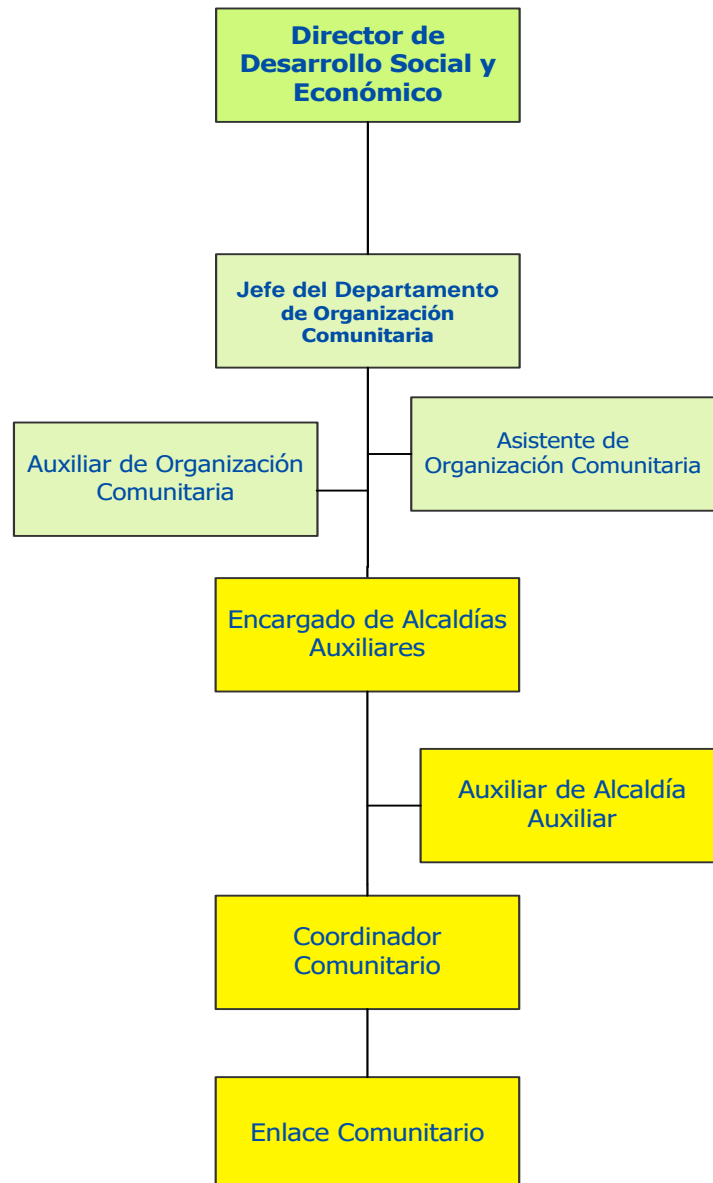 Director de
Desarrollo Social y
Económico
Jefe del Departamento
de Organización
Comunitaria
Auxiliar de Organización
Comunitaria
Asistente de
Organización Comunitaria
Encargado de Alcaldías
Auxiliares
Auxiliar de Alcaldía
Auxiliar
Coordinador
Comunitario
Enlace Comunitario